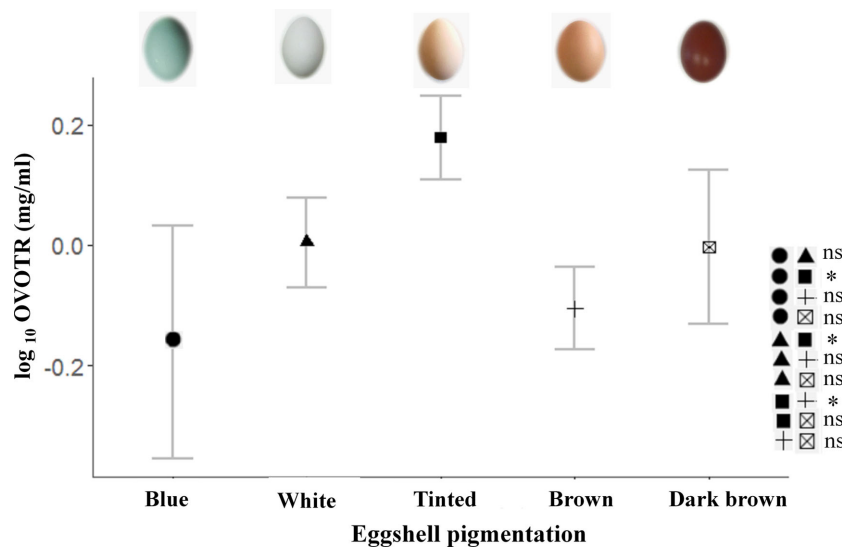 log 10 OVOTR (mg/ml)
0.2
0.0
-0.2
ns
*
ns
ns
*
ns
ns
*
ns
ns
Blue White Tinted Brown Dark brown
Eggshell pigmentation